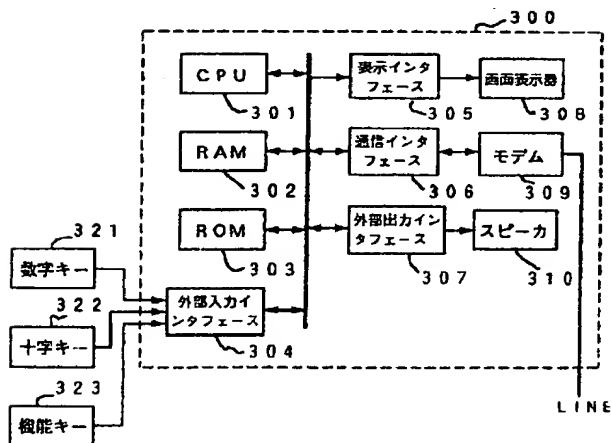 300
CPU
301
表示インタ
フェース
305
画面表示器
308
RAM
302
通信インタ
フェース
306
モデム
309
ROM
303
外部出力イン
タフェース
307
スピーカ
310
321
数字キー
外部入力イ
ンタフェース
304
322
十字キー
323
機能キー
LINE